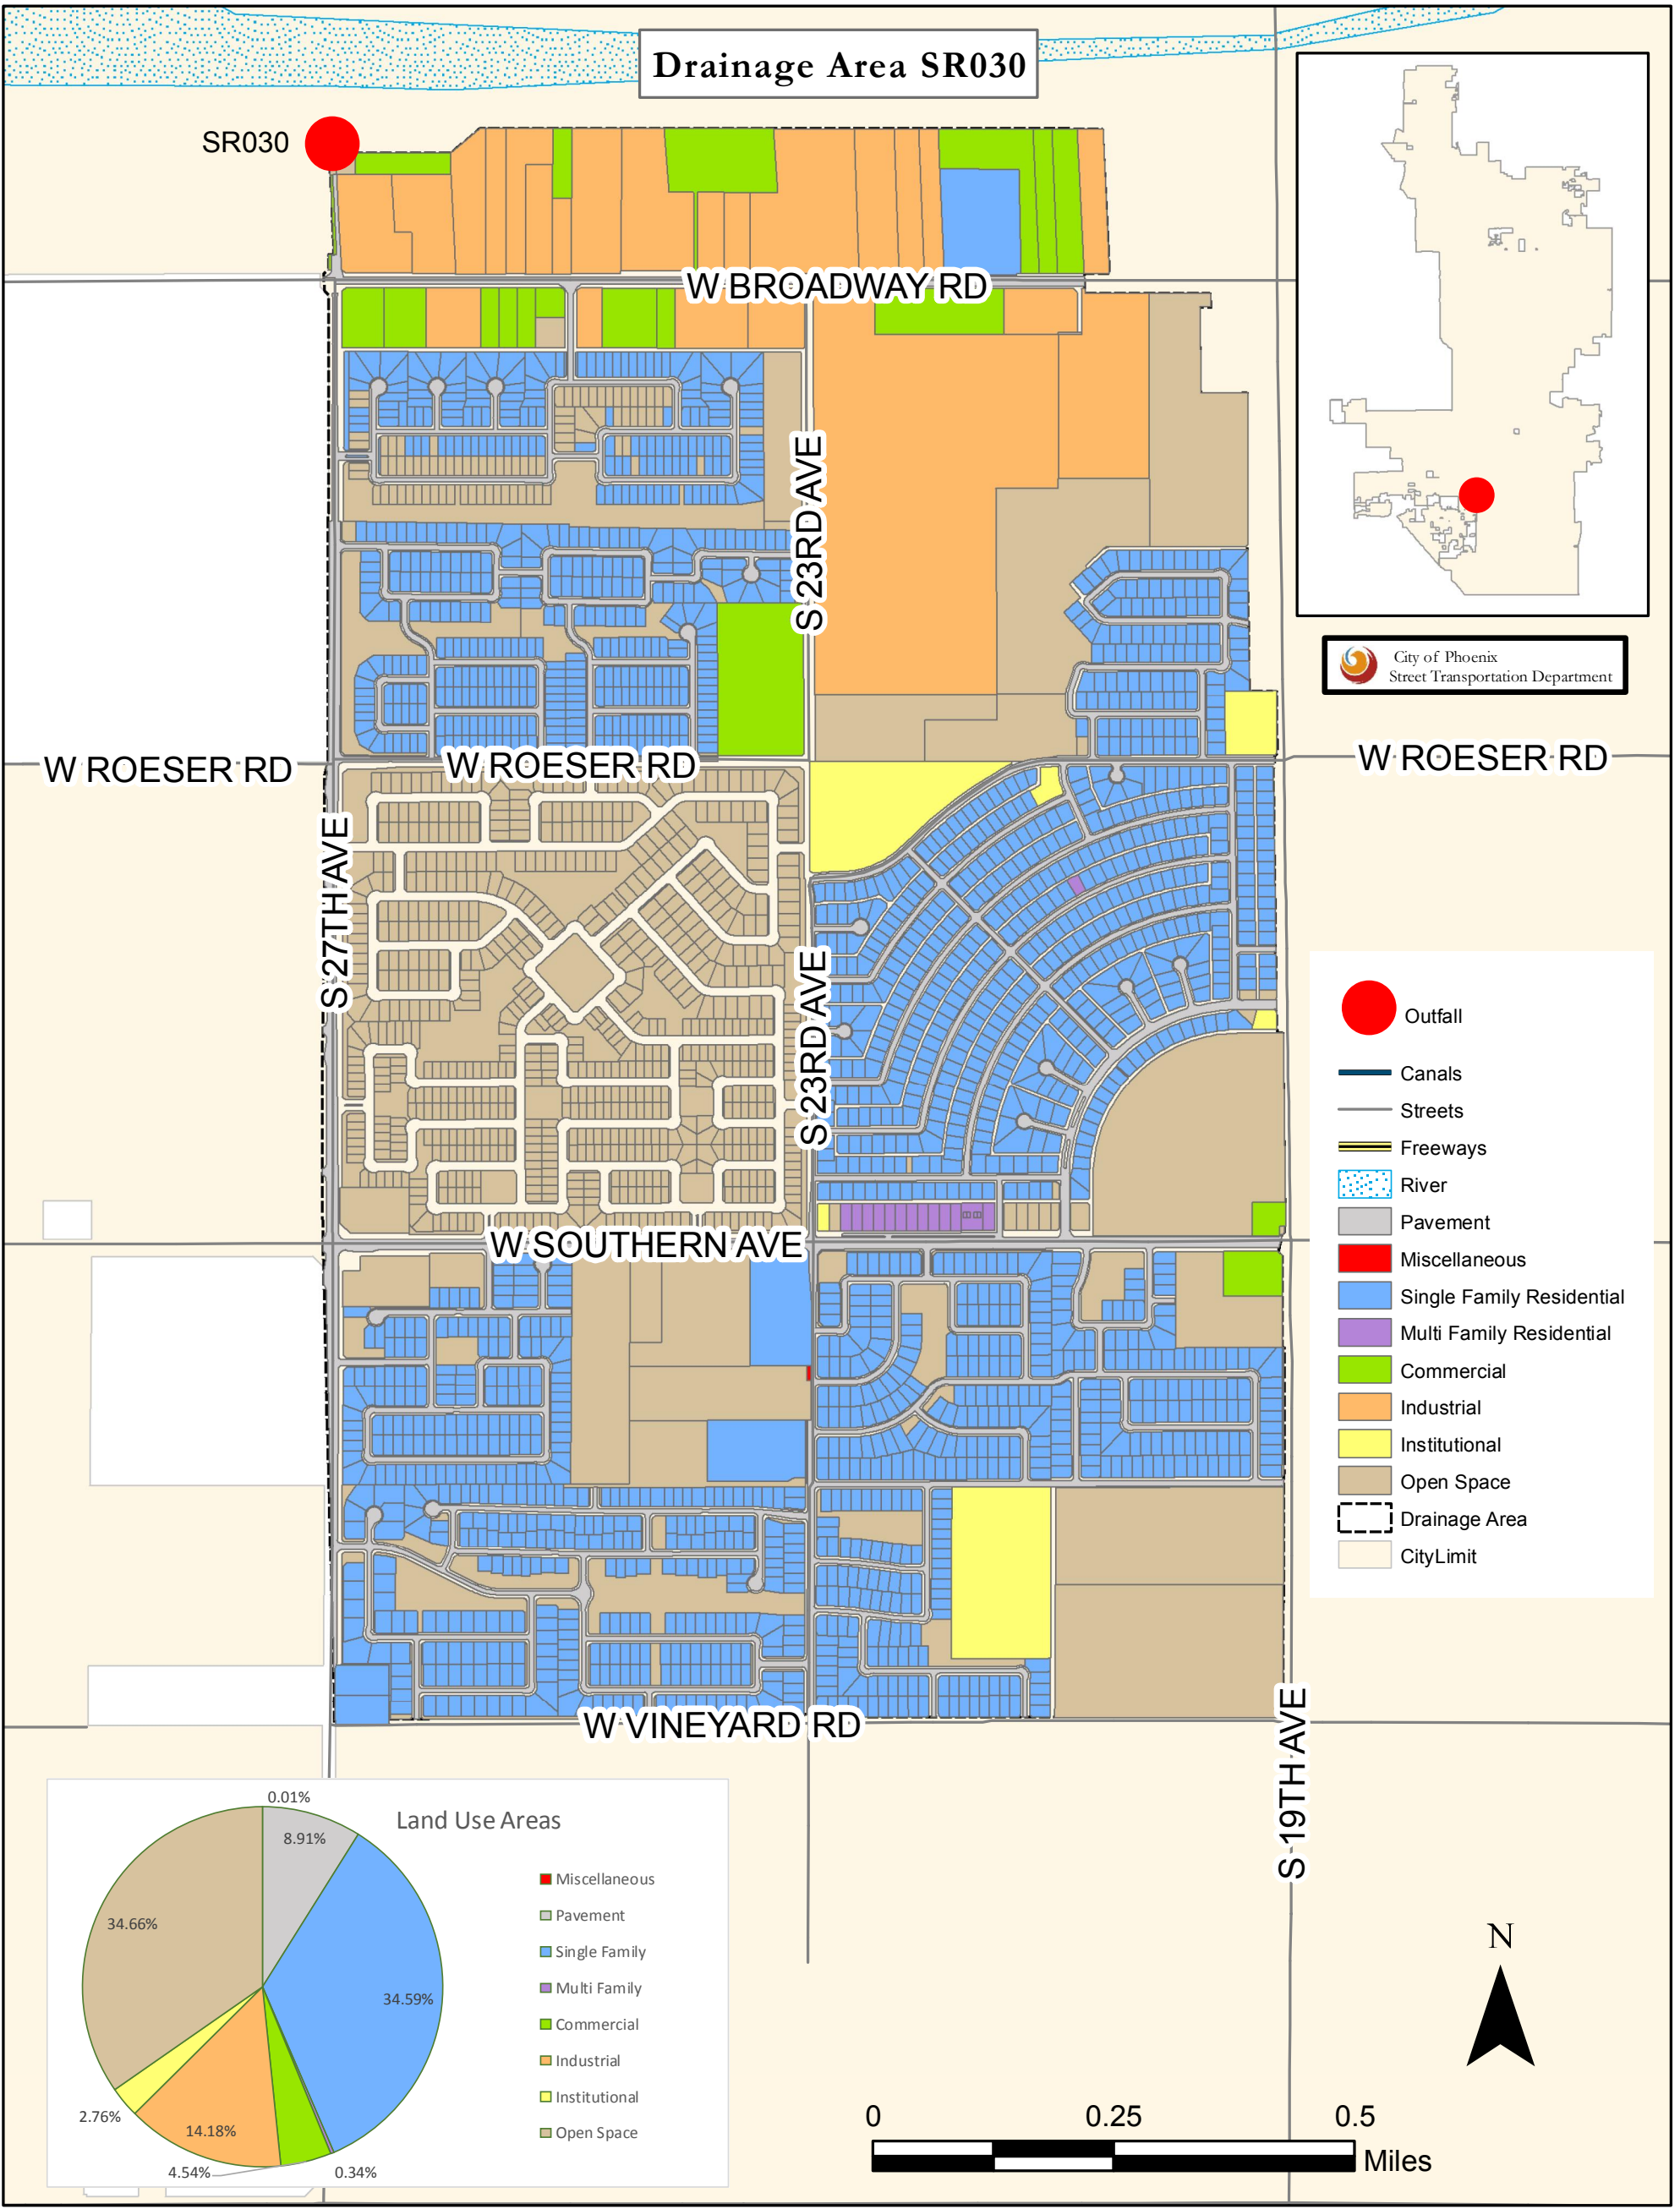 Drainage Area SR030
SR030
W BROADWAY RD
S 23RD AVE
City of Phoenix
Street Transportation Department
W ROESER RD
W ROESER RD
W ROESER RD
S 27TH AVE
S 23RD AVE
Outfall
Canals
Streets
Freeways
River
Pavement
Miscellaneous
Single Family Residential
Multi Family Residential
Commercial
Industrial
Institutional
Open Space
Drainage Area
CityLimit
W SOUTHERN AVE
W VINEYARD RD
S 19TH AVE
Land Use Areas
0.01%
8.91%
34.59%
0.34%
4.54%
14.18%
2.76%
34.66%
Miscellaneous
Pavement
Single Family
Multi Family
Commercial
Industrial
Institutional
Open Space
N
0 0.25 0.5
Miles